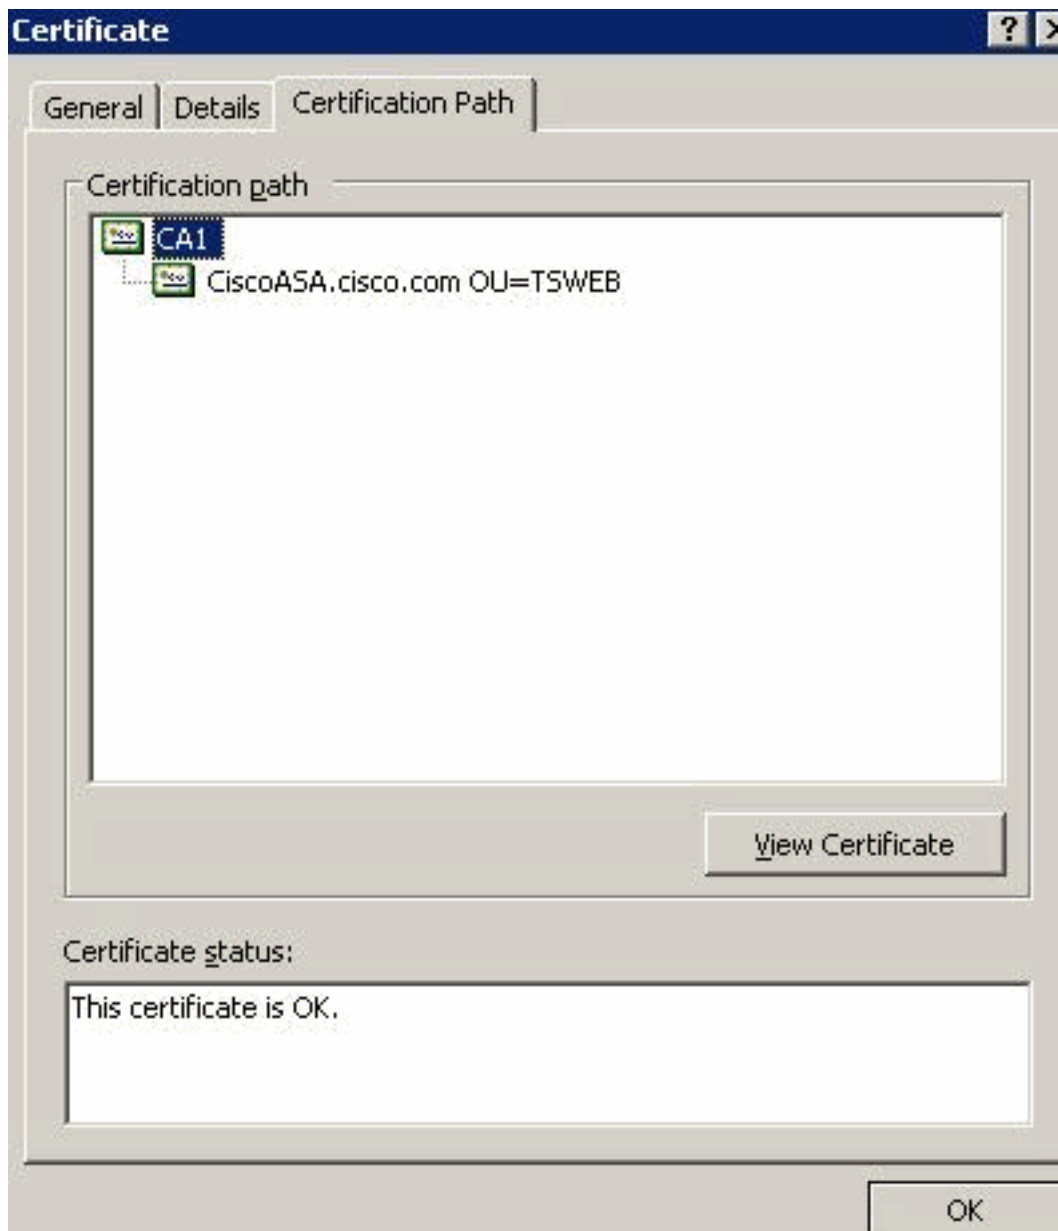 Certificate
?
General
Details
Certification Path
Certification path
CA1
CiscoASA.cisco.com OU=TSWEB
View Certificate
Certificate status:
This certificate is OK.
OK